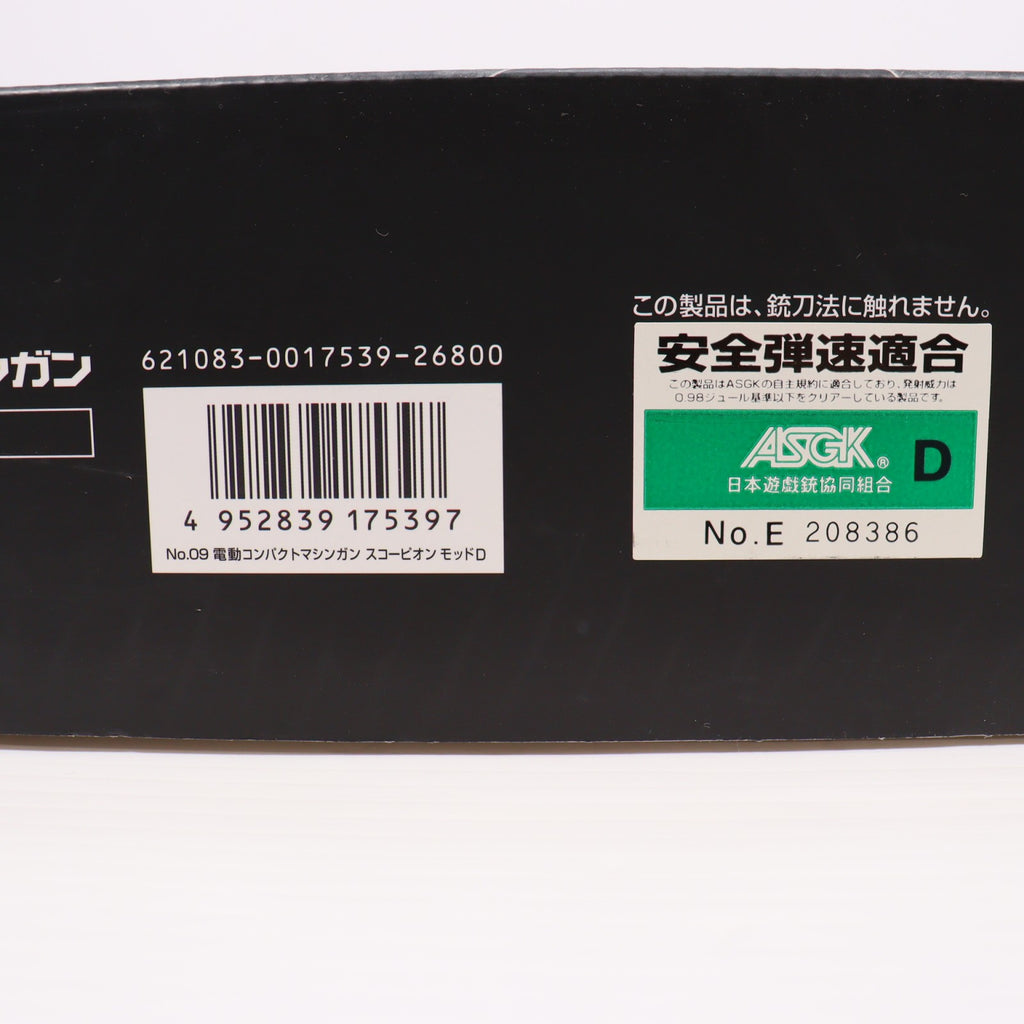 ンガン
621083-0017539-26800
4 952839 175397
No.09 電動コンパクトマシンガン スコーピオン モッドD
この製品は、銃刀法に触れません。
安全弾速適合
この製品はASGKの自主規約に適合しており、発射威力は
0.98ジュール基準以下をクリアーしている製品です。
ASGK® D
日本遊戯銃協同組合
No.E 208386